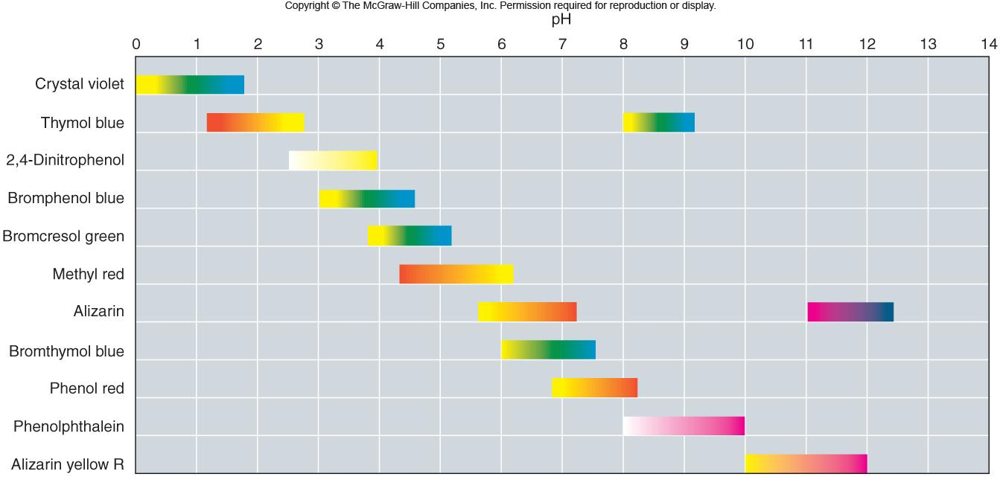 Copyright © The McGraw-Hill Companies, Inc. Permission required for reproduction or display.
pH
0 1 2 3 4 5 6 7 8 9 10 11 12 13 14
Crystal violet
Thymol blue
2,4-Dinitrophenol
Bromphenol blue
Bromcresol green
Methyl red
Alizarin
Bromthymol blue
Phenol red
Phenolphthalein
Alizarin yellow R